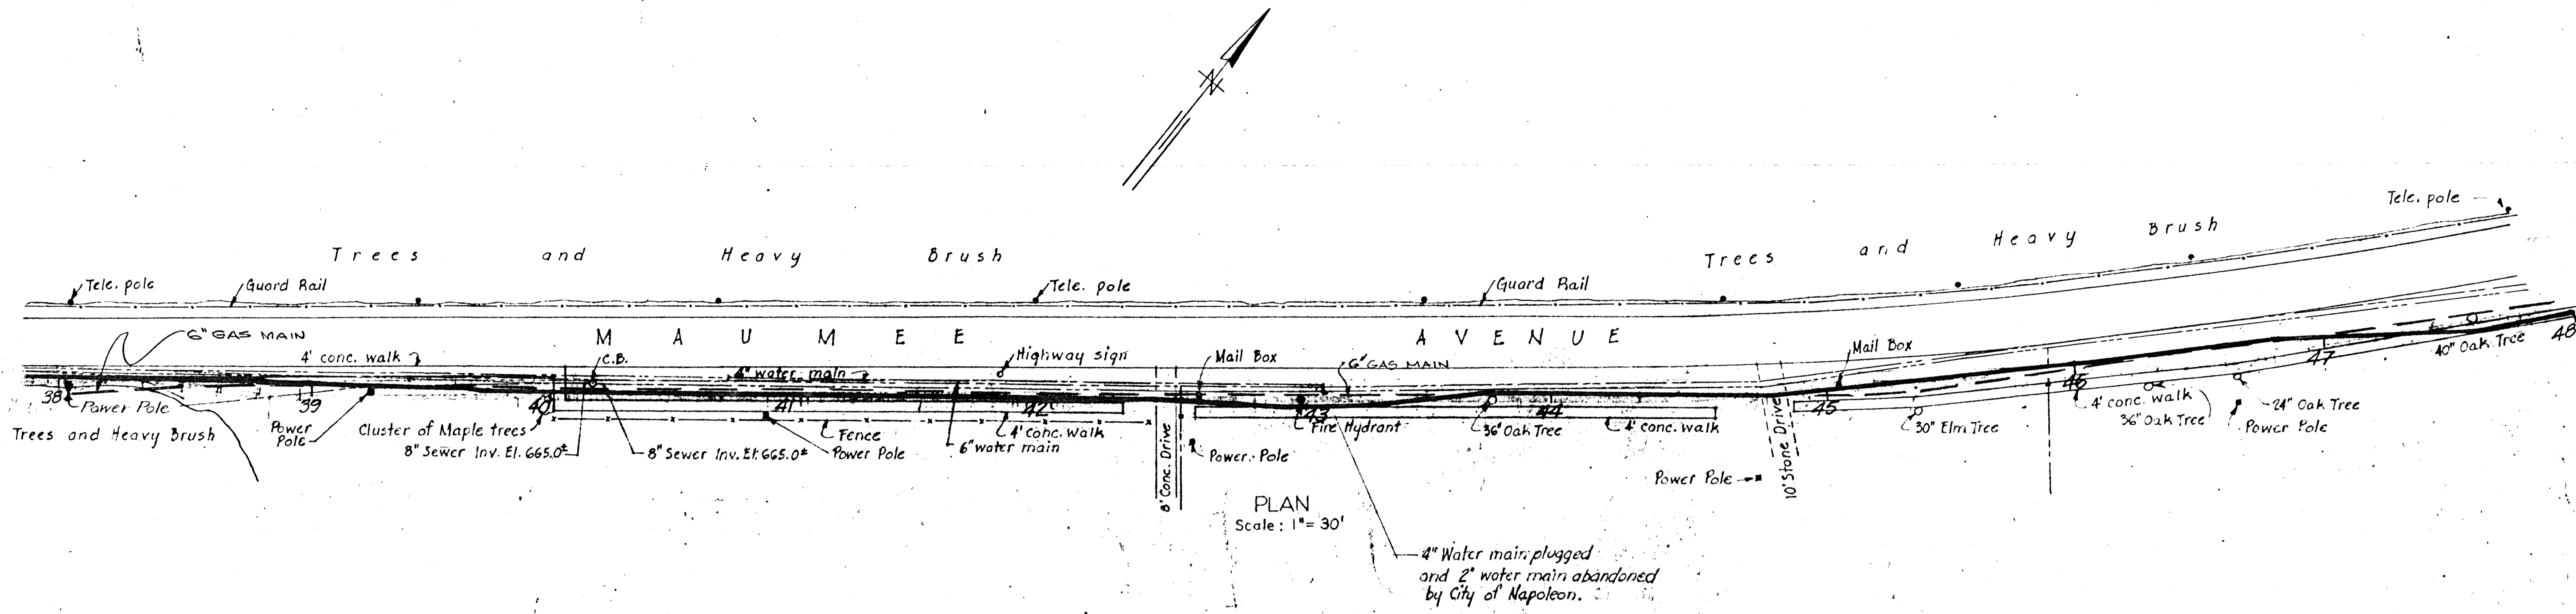 N
Tele. pole
Trees and Heavy Brush
Trees and Heavy Brush
Tele. pole
Guard Rail
Tele. pole
Guard Rail
MAUMEE AVENUE
6" GAS MAIN
4' conc. walk
C.B.
4" water main
Highway sign
Mail Box
6" GAS MAIN
Mail Box
38
39
40
41
42
43
44
45
46
47
48
Power Pole
Trees and Heavy Brush
Power
Pole
Cluster of Maple trees
8" Sewer Inv. El. 665.0±
8" Sewer Inv. El. 665.0±
Fence
Power Pole
4' conc. walk
6" water main
8' Conc. Drive
Power Pole
Fire Hydrant
36" Oak Tree
4' conc. walk
Power Pole
10' Stone Drive
30" Elm Tree
4' conc. walk
36" Oak Tree
24" Oak Tree
Power Pole
40" Oak Tree
PLAN
Scale: 1" = 30'
4" Water main plugged
and 2" water main abandoned
by City of Napoleon.